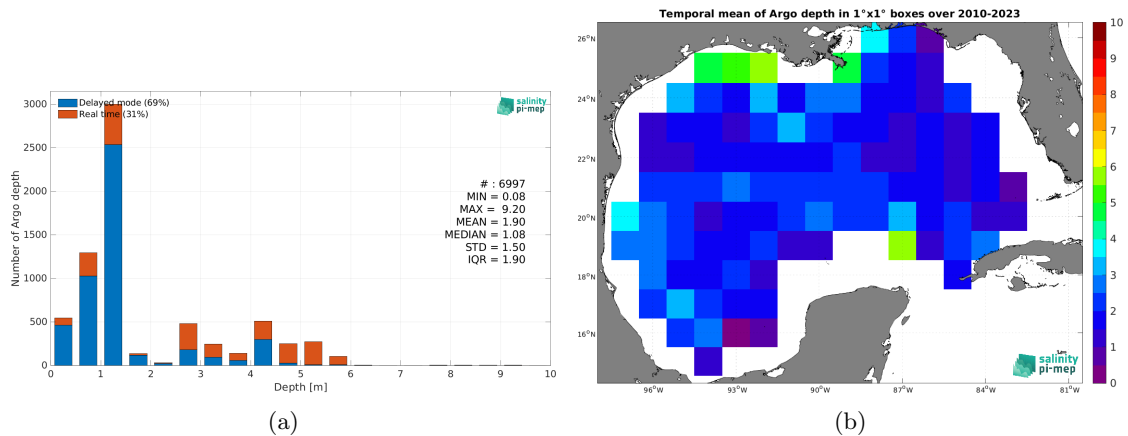 Temporal mean of Argo depth in 1°x1° boxes over 2010-2023
Delayed mode (69%)
Real time (31%)
salinity
pi-mep
# : 6997
MIN = 0.08
MAX = 9.20
MEAN = 1.90
MEDIAN = 1.08
STD = 1.50
IQR = 1.90
Number of Argo depth
3000
2500
2000
1500
1000
500
0
0 1 2 3 4 5 6 7 8 9 10
Depth [m]
(a)
26°N
24°N
22°N
20°N
18°N
16°N
96°W 93°W 90°W 87°W 84°W 81°W
salinity
pi-mep
10
9
8
7
6
5
4
3
2
1
0
(b)